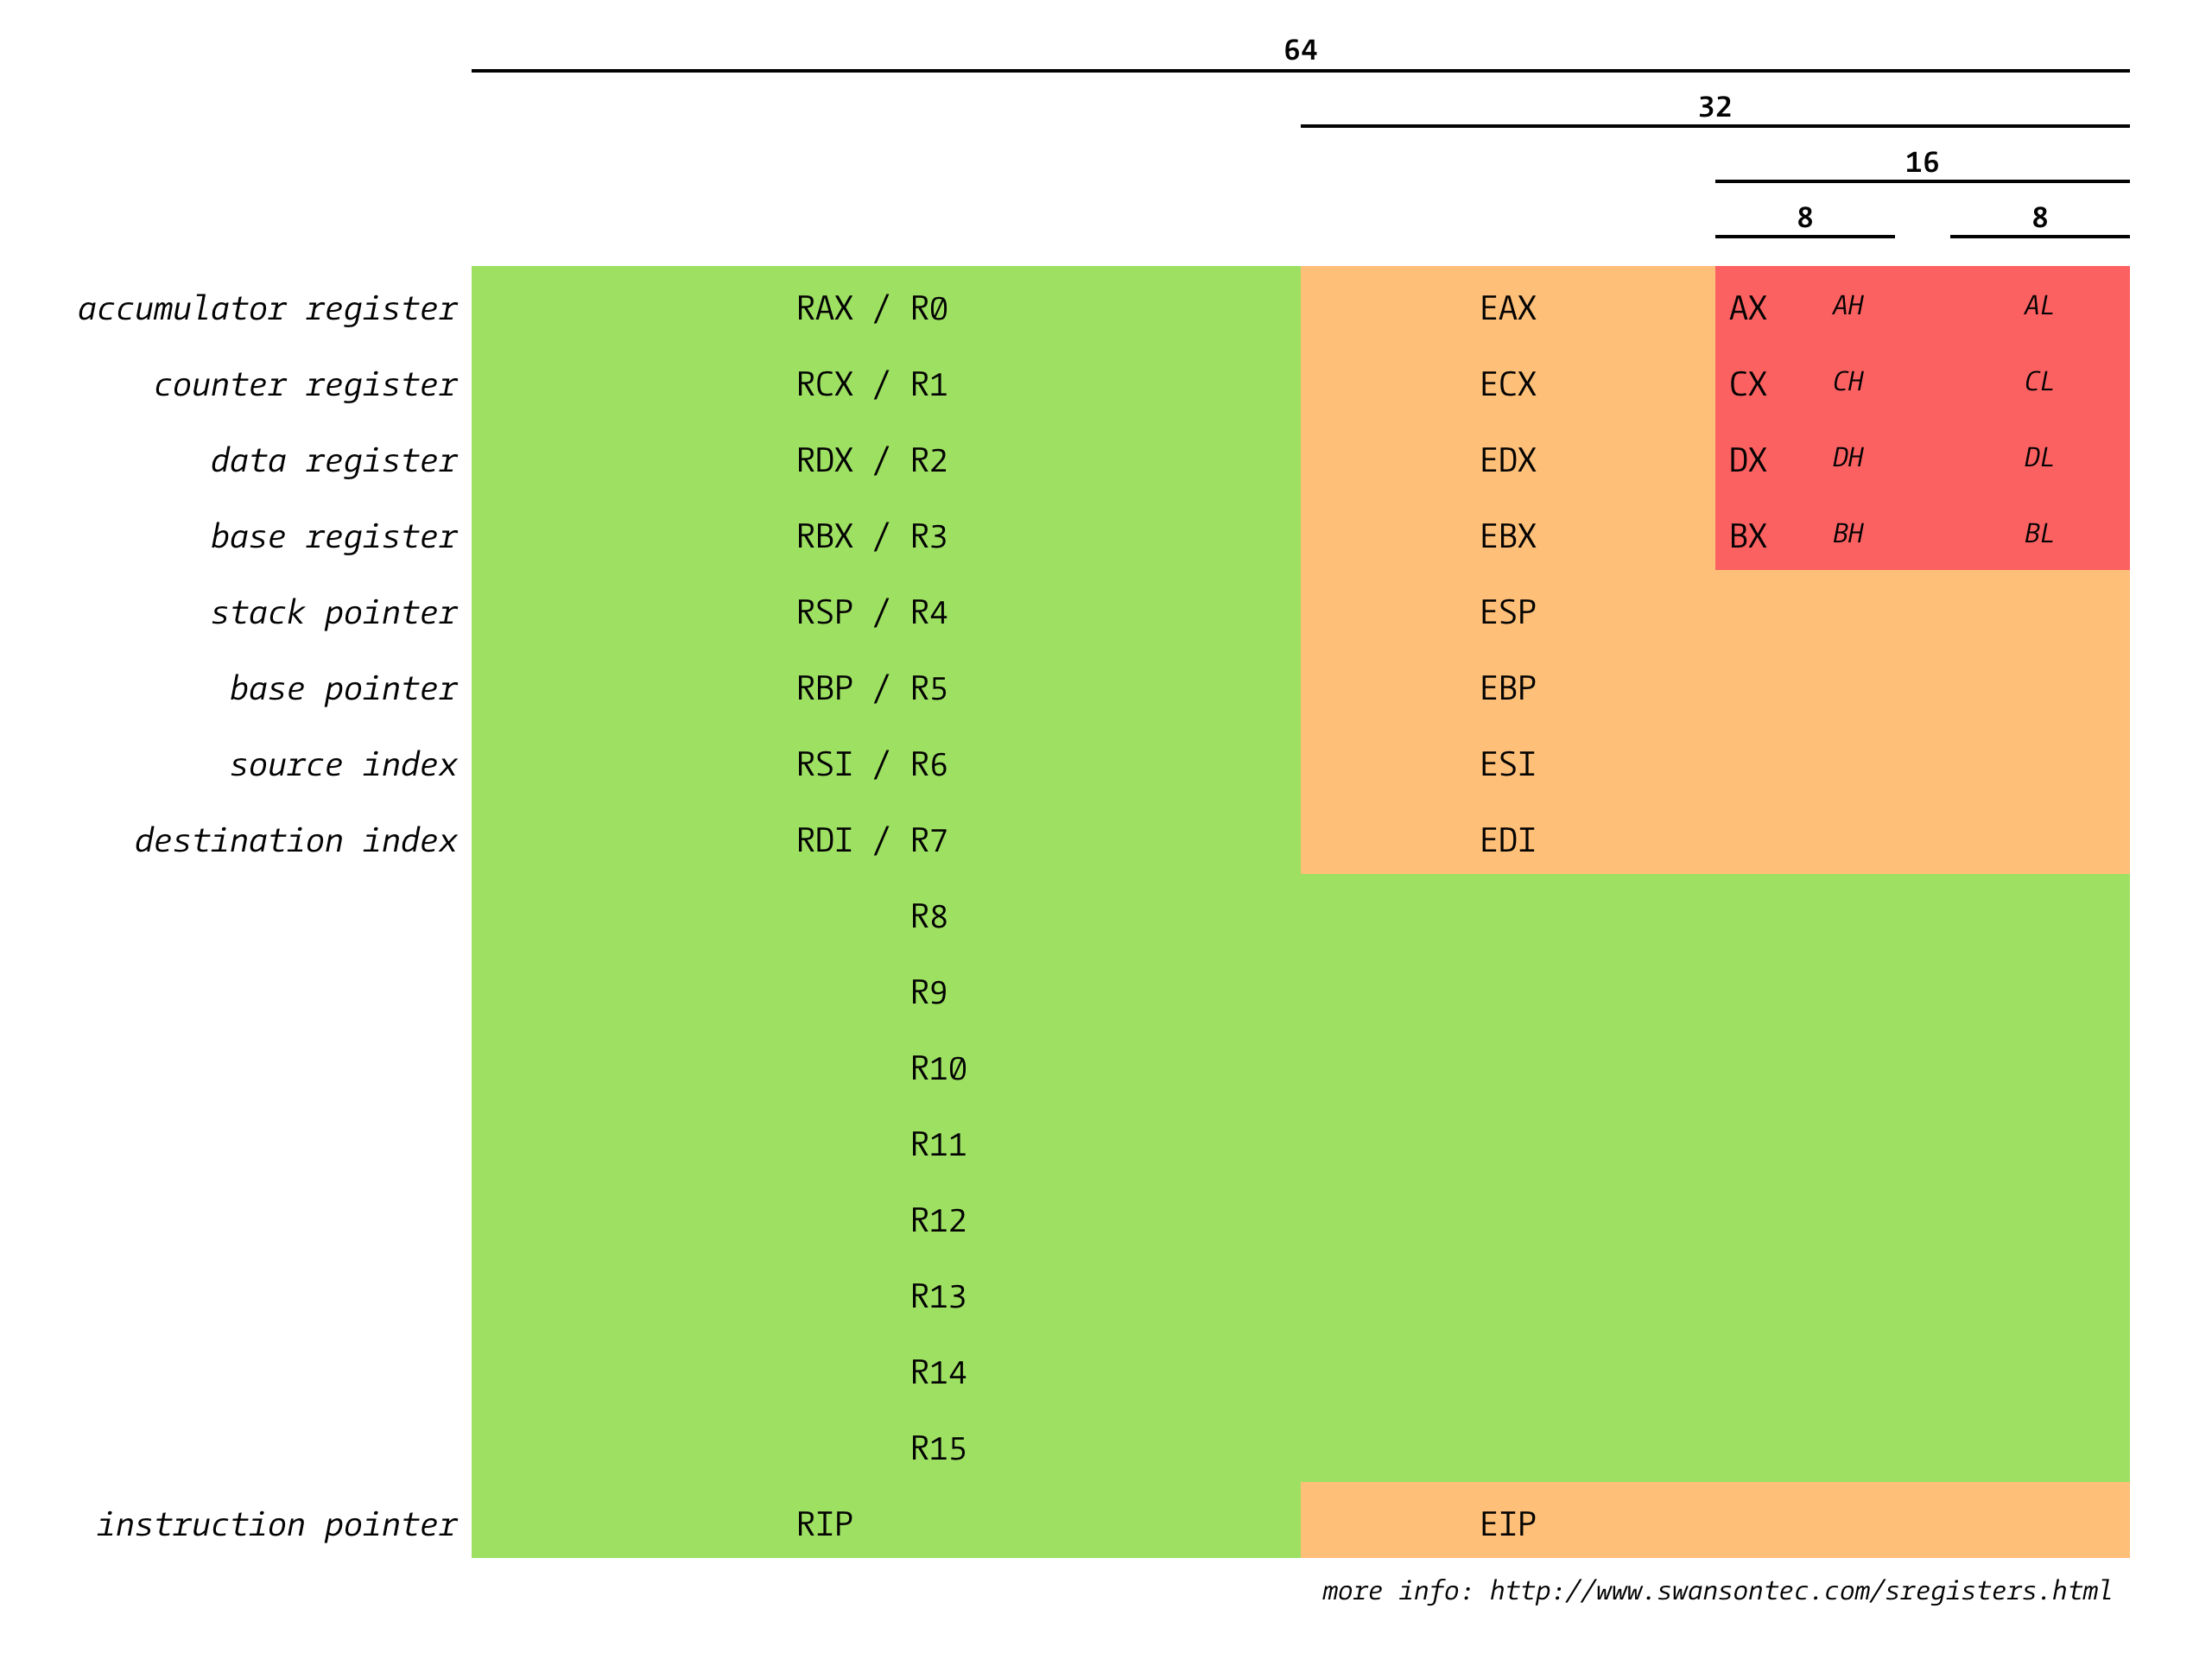 64
32
16
8 8
accumulator register RAX / R0 EAX AX AH AL
counter register RCX / R1 ECX CX CH CL
data register RDX / R2 EDX DX DH DL
base register RBX / R3 EBX BX BH BL
stack pointer RSP / R4 ESP
base pointer RBP / R5 EBP
source index RSI / R6 ESI
destination index RDI / R7 EDI
R8
R9
R10
R11
R12
R13
R14
R15
instruction pointer RIP EIP
more info: http://www.swansontec.com/sregisters.html